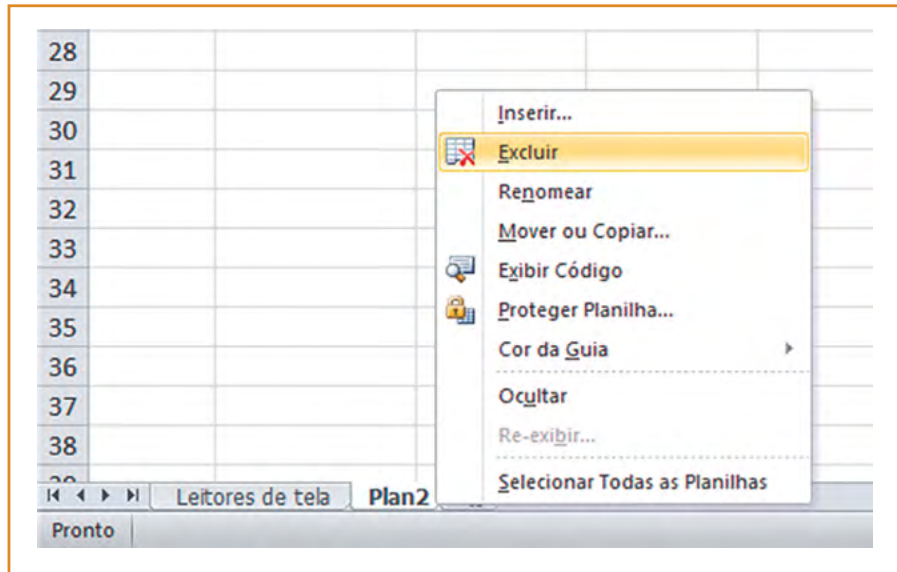 28
29
30
31
32
33
34
35
36
37
38
Inserir...
Excluir
Renomear
Mover ou Copiar...
Exibir Código
Proteger Planilha...
Cor da Guia
Ocultar
Re-exibir...
Selecionar Todas as Planilhas
Leitores de tela Plan2
Pronto